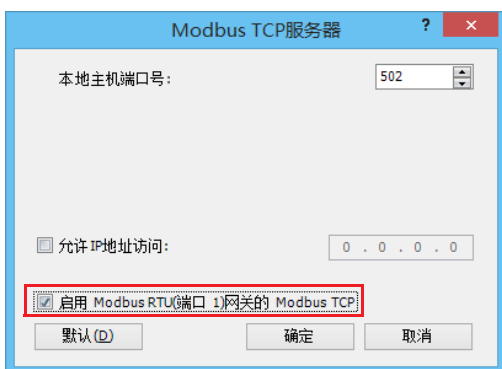 Modbus TCP服务器 ?
本地主机端口号: 502
允许IP地址访问: 0 . 0 . 0 . 0
启用 Modbus RTU(端口 1)网关的 Modbus TCP
默认(D) 确定 取消